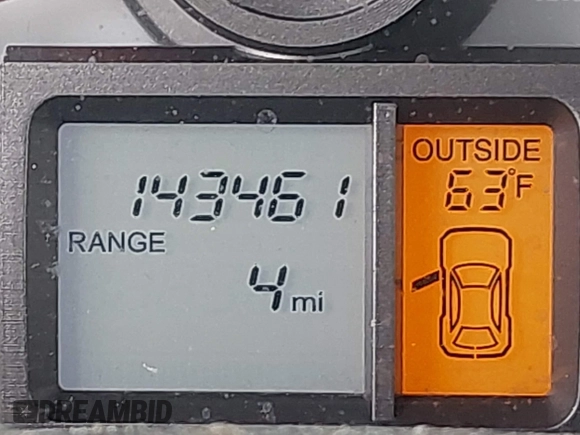 OUTSIDE
143461 63°F
RANGE
4 mi
DREAMBID